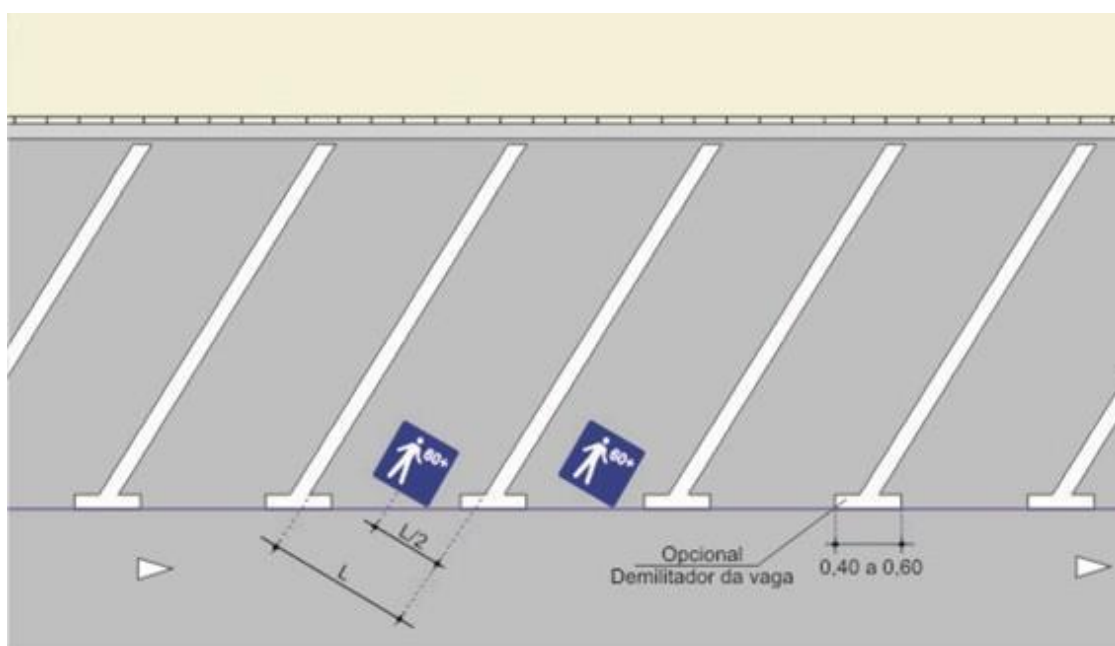 60+
60+
L/2
L
Opcional
Demilitador da vaga
0,40 a 0,60